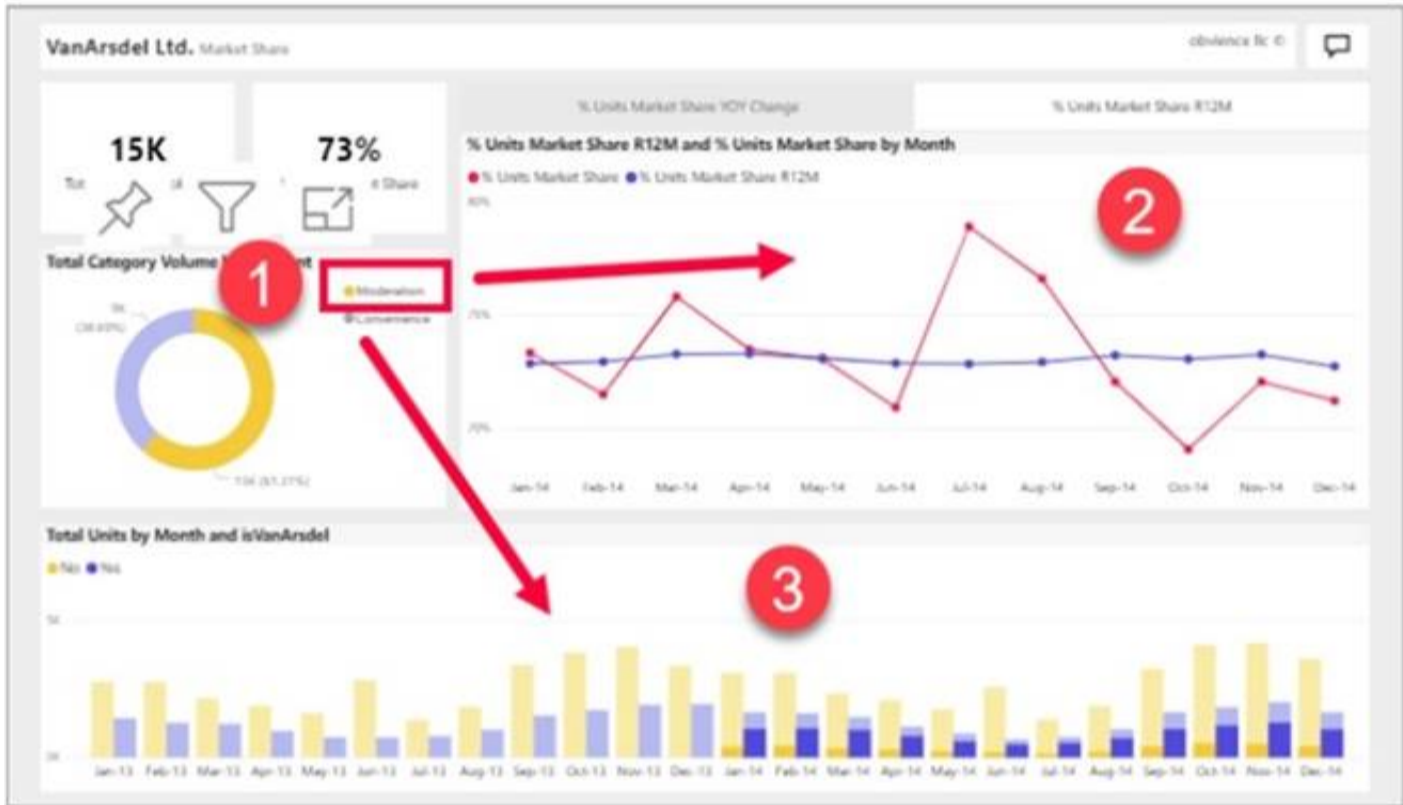 VanArsdel Ltd. Market Share
obvience llc ©
15K
73%
Share
% Units Market Share YOY Change
% Units Market Share R12M
% Units Market Share R12M and % Units Market Share by Month
% Units Market Share % Units Market Share R12M
80%
75%
70%
Jan-14 Feb-14 Mar-14 Apr-14 May-14 Jun-14 Jul-14 Aug-14 Sep-14 Oct-14 Nov-14 Dec-14
2
Total Category Volume
1
Moderation
Convenience
Total Units by Month and isVanArsdel
No Yes
3
5K
0K
Jan-13 Feb-13 Mar-13 Apr-13 May-13 Jun-13 Jul-13 Aug-13 Sep-13 Oct-13 Nov-13 Dec-13 Jan-14 Feb-14 Mar-14 Apr-14 May-14 Jun-14 Jul-14 Aug-14 Sep-14 Oct-14 Nov-14 Dec-14